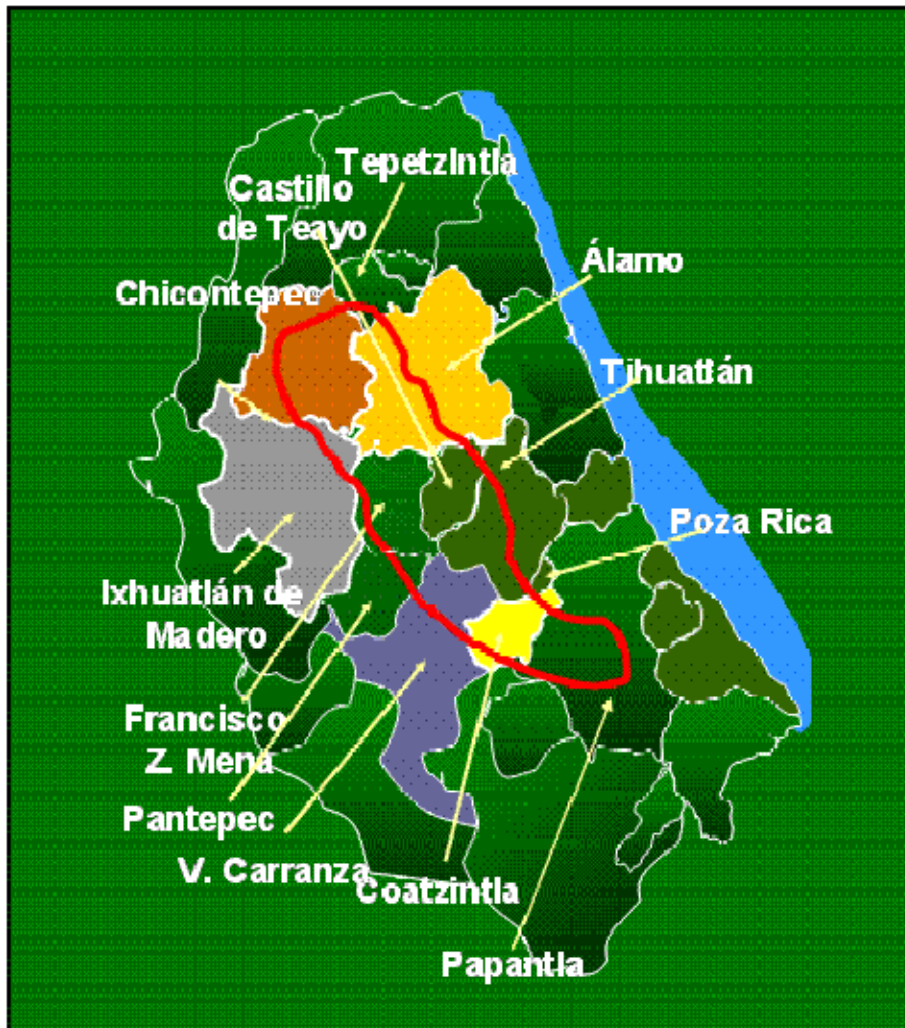 Tepetzintla
Castillo
de Teayo
Álamo
Chicontepec
Tihuatlán
Poza Rica
Ixhuatlán de
Madero
Francisco
Z. Mena
Pantepec
V. Carranza
Coatzintla
Papantla